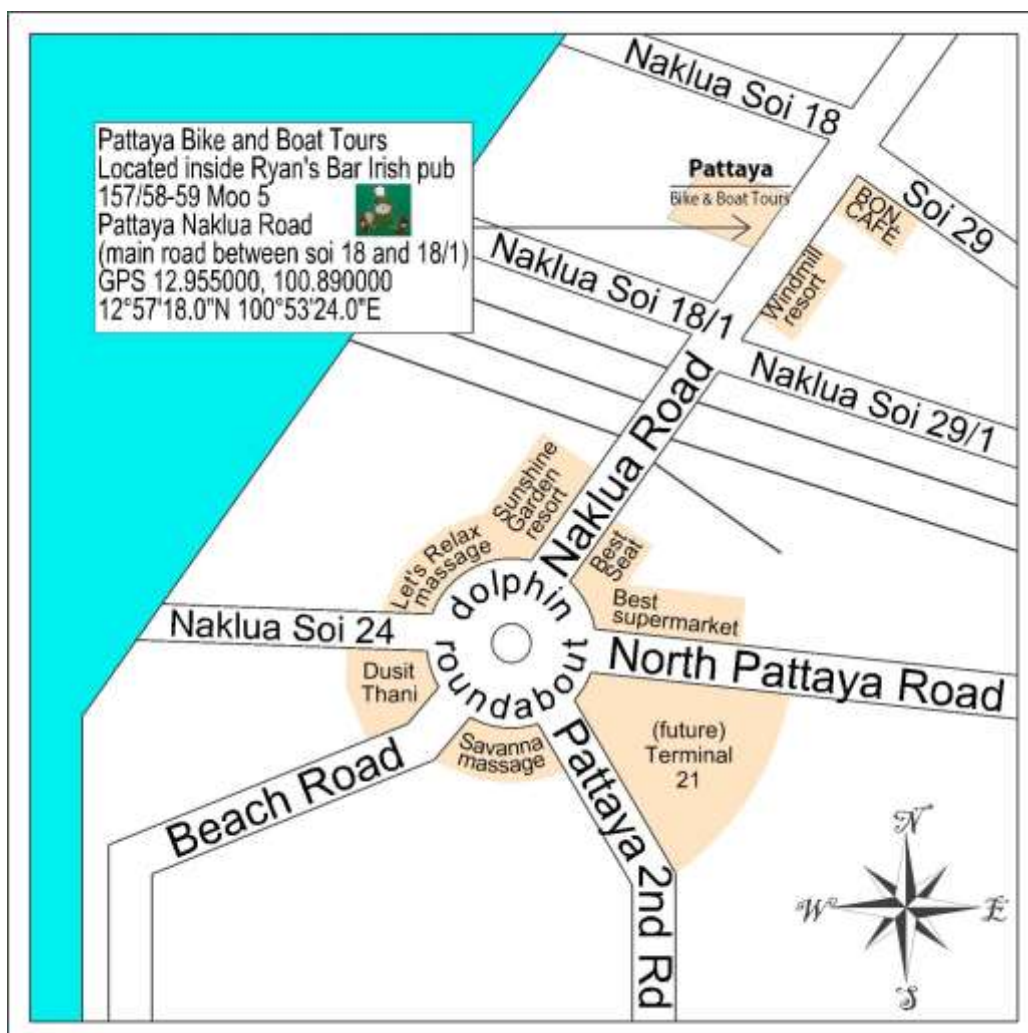 Naklua Soi 18
Pattaya Bike and Boat Tours
Located inside Ryan's Bar Irish pub
157/58-59 Moo 5
Pattaya Naklua Road
(main road between soi 18 and 18/1)
GPS 12.955000, 100.890000
12°57'18.0"N 100°53'24.0"E
Pattaya
Bike & Boat Tours
BON
CAFE
Soi 29
Windmill
resort
Naklua Soi 18/1
Naklua Soi 29/1
Naklua Road
Sunshine
Garden
resort
Let's Relax
massage
Best
Seat
Best
supermarket
dolphin
roundabout
Naklua Soi 24
North Pattaya Road
Dusit
Thani
(future)
Terminal
21
Savanna
massage
Beach Road
Pattaya 2nd Rd
N
W
E
S